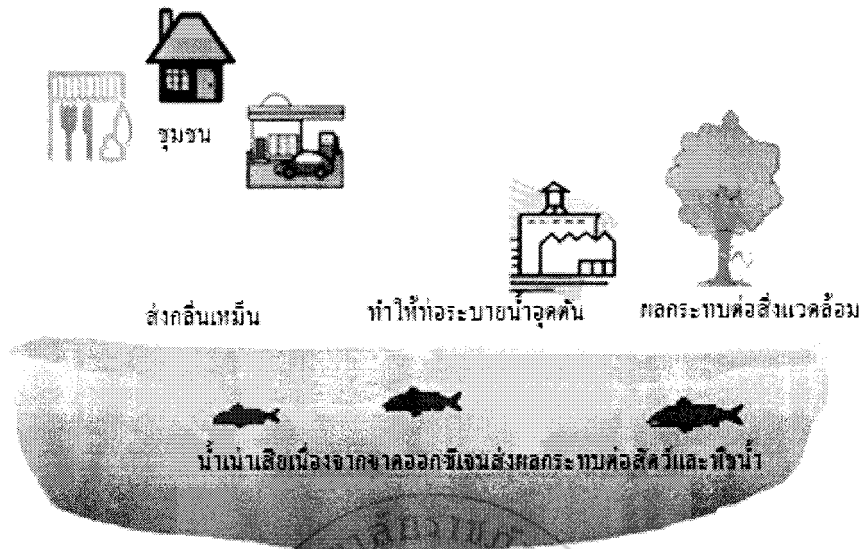 ชุมชน
ส่งกลิ่นเหม็น
ทำให้ท่อระบายน้ำอุดตัน
ผลกระทบต่อสิ่งแวดล้อม
น้ำเน่าเสียเนื่องจากขาดออกซิเจนส่งผลกระทบต่อสัตว์และพืชน้ำ